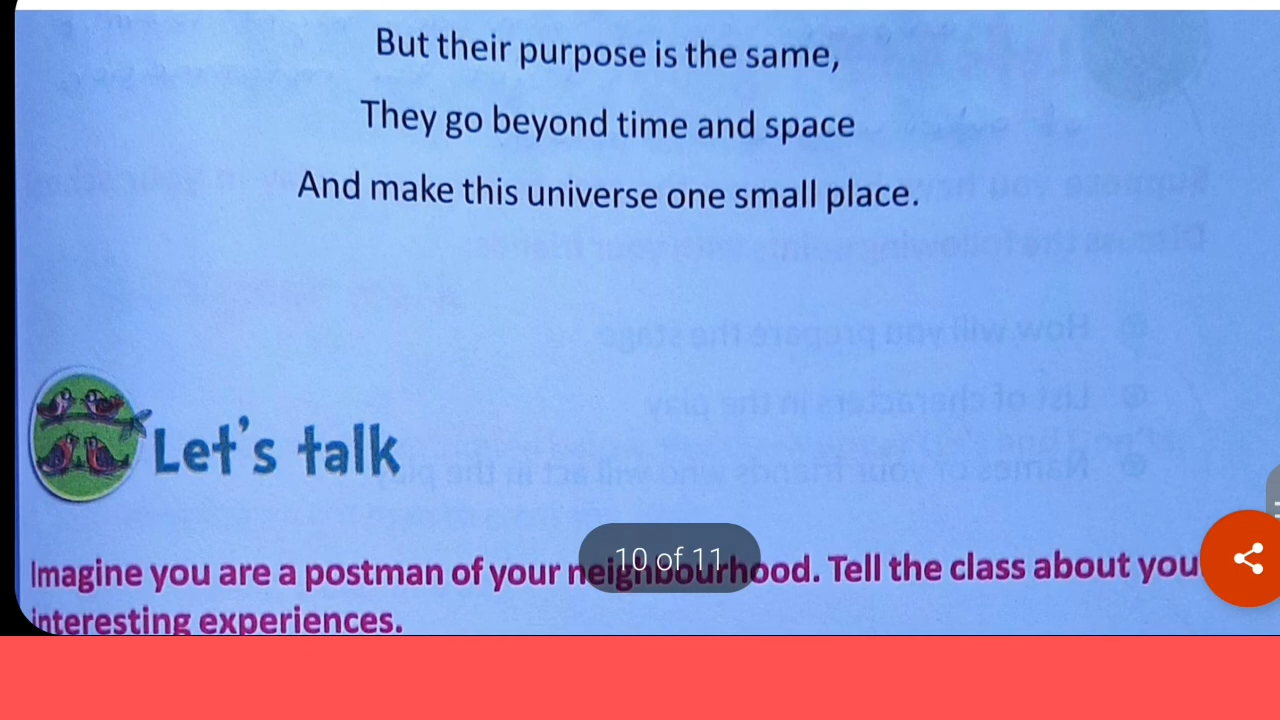 But their purpose is the same,
They go beyond time and space
And make this universe one small place.
Let's talk
10 of 11
Imagine you are a postman of your neighbourhood. Tell the class about you
interesting experiences.